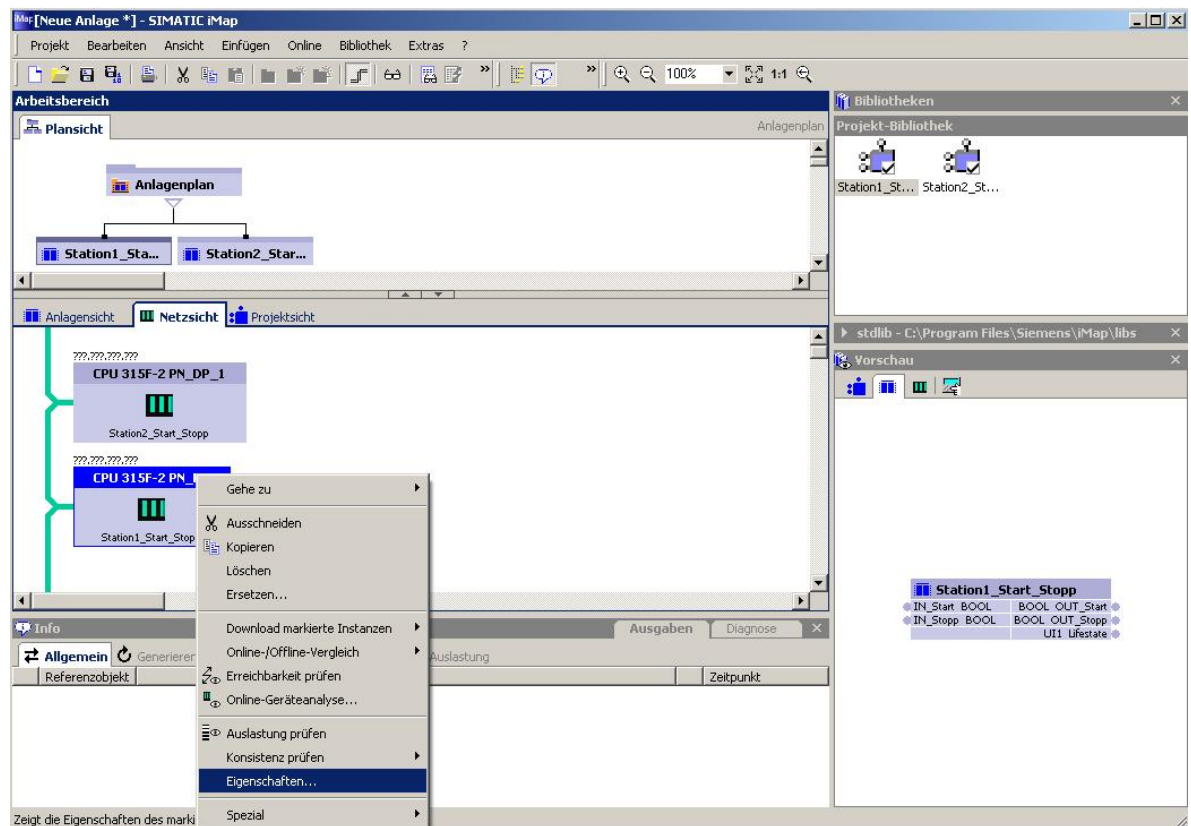 [Neue Anlage *] - SIMATIC iMap
Projekt Bearbeiten Ansicht Einfügen Online Bibliothek Extras ?
100% 1:1
Arbeitsbereich
Plansicht Anlagenplan
Anlagenplan
Station1_Sta... Station2_Star...
Anlagensicht Netzsicht Projektsicht
???.???.???.???
CPU 315F-2 PN_DP_1
Station2_Start_Stopp
???.???.???.???
CPU 315F-2 PN_
Station1_Start_Stop
Gehe zu
Ausschneiden
Kopieren
Löschen
Ersetzen...
Download markierte Instanzen
Online-/Offline-Vergleich
Erreichbarkeit prüfen
Online-Geräteanalyse...
Auslastung prüfen
Konsistenz prüfen
Eigenschaften...
Spezial
Info Ausgaben Diagnose
Allgemein Generieren Auslastung
Referenzobjekt Zeitpunkt
Zeigt die Eigenschaften des marki
Bibliotheken
Projekt-Bibliothek
Station1_St... Station2_St...
stdlib - C:\Program Files\Siemens\iMap\libs
Vorschau
Station1_Start_Stopp
IN_Start BOOL BOOL OUT_Start
IN_Stopp BOOL BOOL OUT_Stopp
UI1 Lifestate